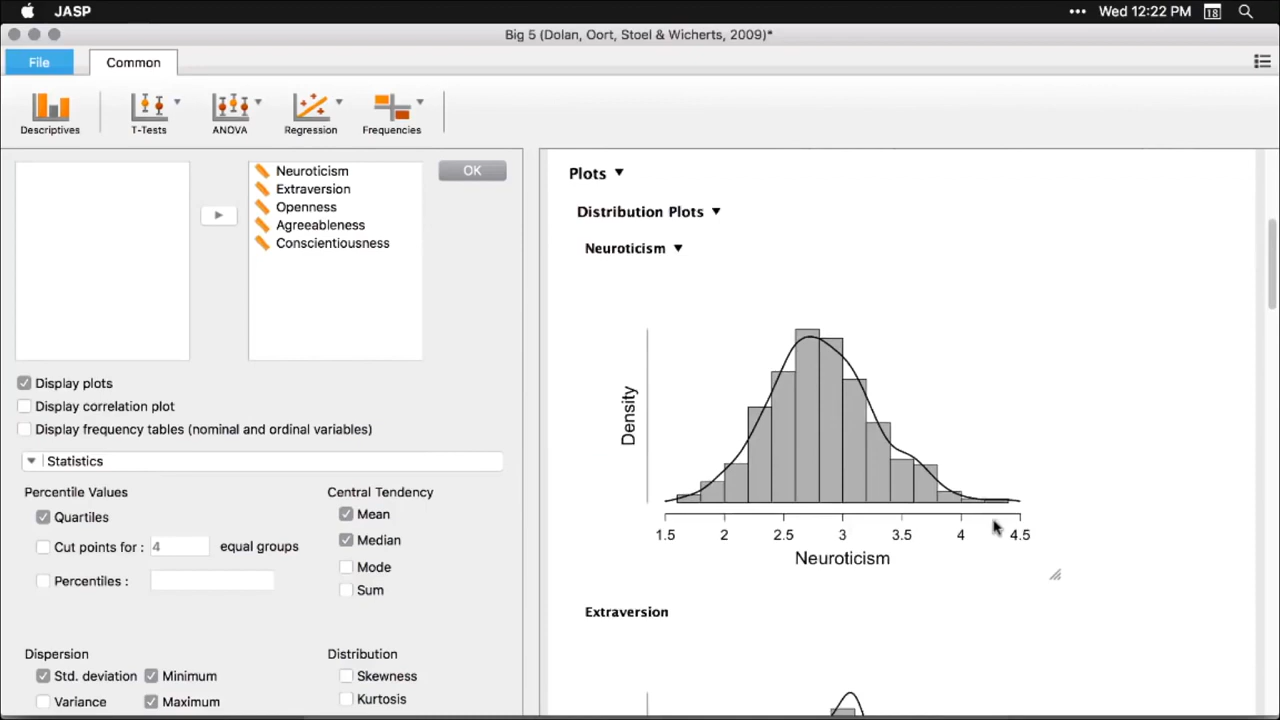 JASP
••• Wed 12:22 PM 18
Big 5 (Dolan, Oort, Stoel & Wicherts, 2009)*
File
Common
Descriptives
T-Tests
ANOVA
Regression
Frequencies
Neuroticism
Extraversion
Openness
Agreeableness
Conscientiousness
OK
Display plots
Display correlation plot
Display frequency tables (nominal and ordinal variables)
Statistics
Percentile Values
Quartiles
Cut points for : 4 equal groups
Percentiles :
Central Tendency
Mean
Median
Mode
Sum
Dispersion
Std. deviation
Minimum
Variance
Maximum
Distribution
Skewness
Kurtosis
Plots
Distribution Plots
Neuroticism
Density
1.5 2 2.5 3 3.5 4 4.5
Neuroticism
Extraversion